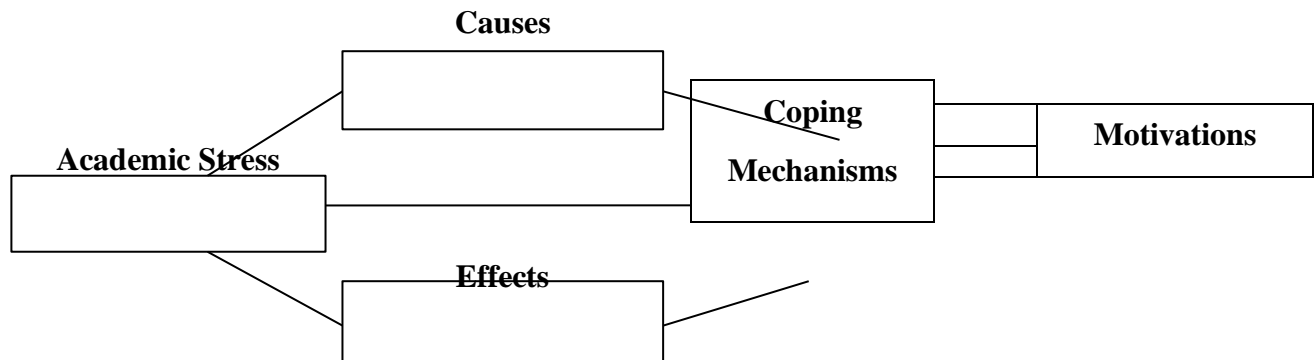 Causes
Academic Stress
Coping
Mechanisms
Motivations
Effects